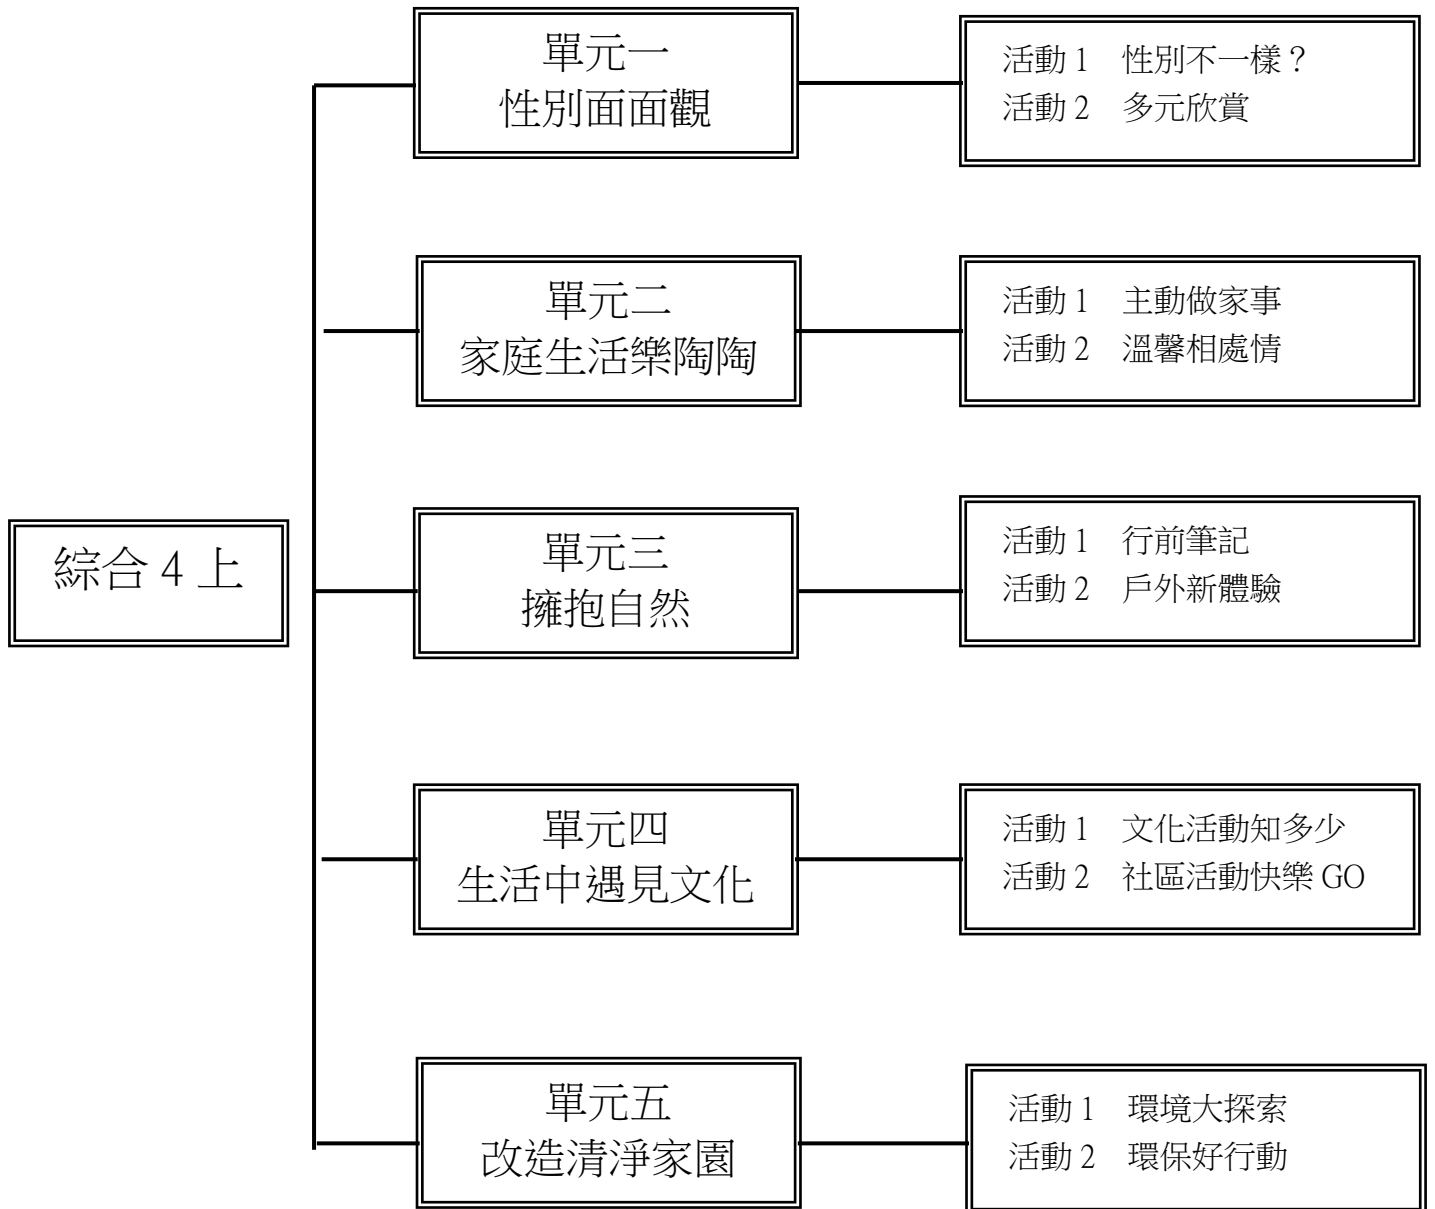 單元一
性別面面觀
活動 1　性別不一樣？
活動 2　多元欣賞
單元二
家庭生活樂陶陶
活動 1　主動做家事
活動 2　溫馨相處情
綜合 4 上
單元三
擁抱自然
活動 1　行前筆記
活動 2　戶外新體驗
單元四
生活中遇見文化
活動 1　文化活動知多少
活動 2　社區活動快樂 GO
單元五
改造清淨家園
活動 1　環境大探索
活動 2　環保好行動